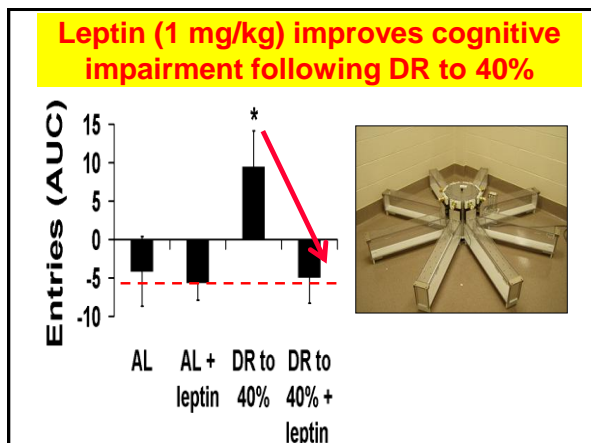 Leptin (1 mg/kg) improves cognitive
impairment following DR to 40%
Entries (AUC)
15
10
5
0
-5
-10
*
AL
AL +
leptin
DR to
40%
DR to
40% +
leptin